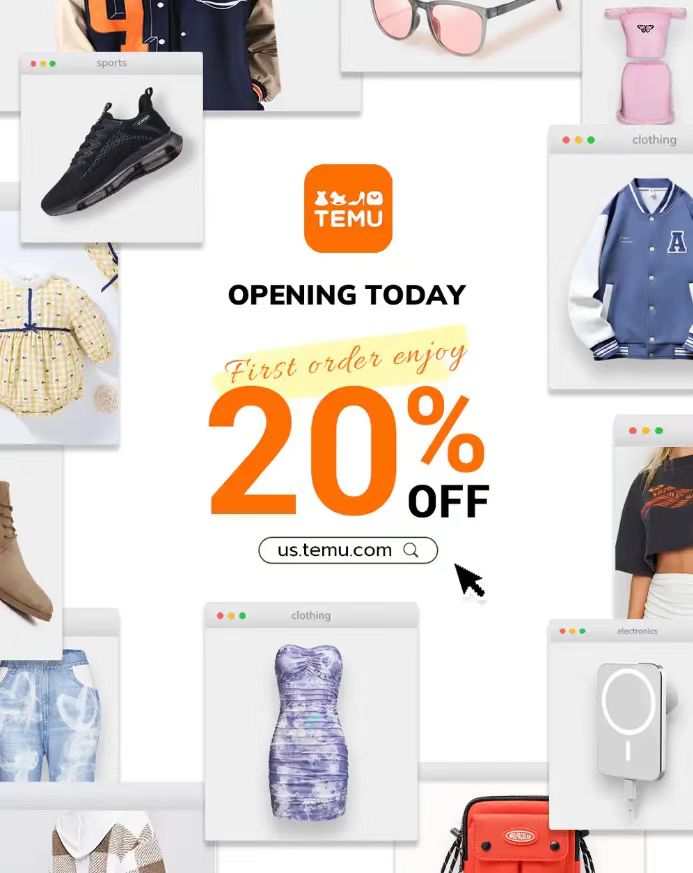 sports
clothing
TEMU
A
OPENING TODAY
First order enjoy
20%
OFF
us.temu.com
clothing
electronics